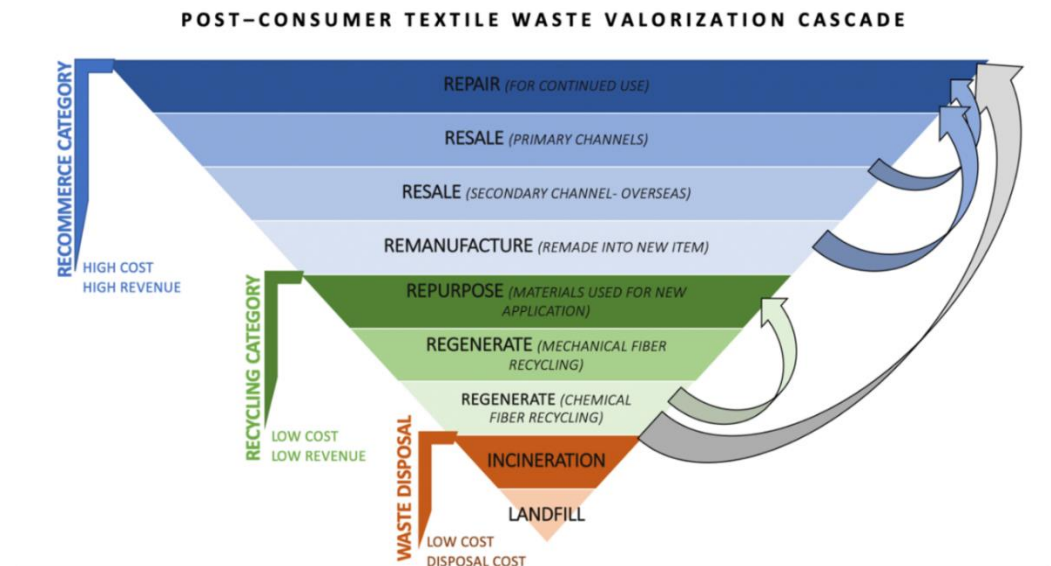 POST–CONSUMER TEXTILE WASTE VALORIZATION CASCADE
RECOMMERCE CATEGORY
HIGH COST
HIGH REVENUE
REPAIR (FOR CONTINUED USE)
RESALE (PRIMARY CHANNELS)
RESALE (SECONDARY CHANNEL- OVERSEAS)
REMANUFACTURE (REMADE INTO NEW ITEM)
RECYCLING CATEGORY
LOW COST
LOW REVENUE
REPURPOSE (MATERIALS USED FOR NEW
APPLICATION)
REGENERATE (MECHANICAL FIBER
RECYCLING)
REGENERATE (CHEMICAL
FIBER RECYCLING)
WASTE DISPOSAL
LOW COST
DISPOSAL COST
INCINERATION
LANDFILL